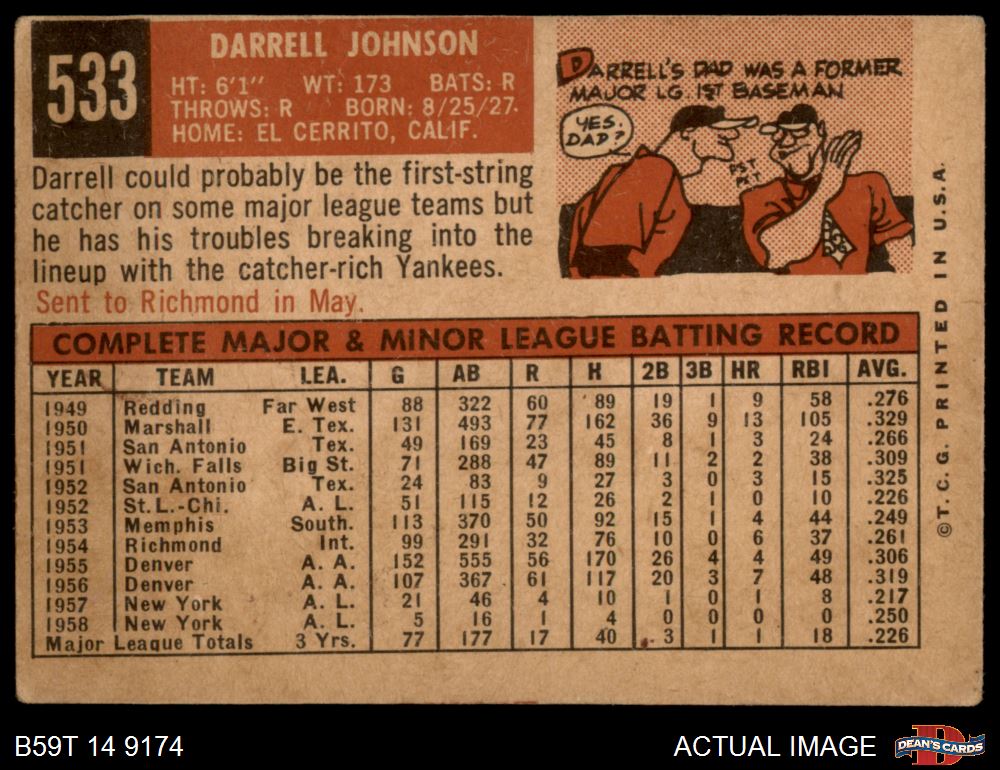 533
DARRELL JOHNSON
HT: 6'1" WT: 173 BATS: R
THROWS: R BORN: 8/25/27
HOME: EL CERRITO, CALIF.
DARRELL'S DAD WAS A FORMER
MAJOR LG. 1ST BASEMAN
YES,
DAD?
Darrell could probably be the first-string
catcher on some major league teams but
he has his troubles breaking into the
lineup with the catcher-rich Yankees.
Sent to Richmond in May.
COMPLETE MAJOR & MINOR LEAGUE BATTING RECORD
YEAR TEAM LEA. G AB R H 2B 3B HR RBI AVG.
1949 Redding Far West 88 322 60 89 19 1 9 58 .276
1950 Marshall E. Tex. 131 493 77 162 36 9 13 105 .329
1951 San Antonio Tex. 49 169 23 45 8 1 3 24 .266
1951 Wich. Falls Big St. 71 288 47 89 11 2 2 38 .309
1952 San Antonio Tex. 24 83 9 27 3 0 3 15 .325
1952 St.L.-Chi. A. L. 51 115 12 26 2 1 0 10 .226
1953 Memphis South. 113 370 50 92 15 1 4 44 .249
1954 Richmond Int. 99 291 32 76 10 0 6 37 .261
1955 Denver A. A. 152 555 56 170 26 4 4 49 .306
1956 Denver A. A. 107 367 61 117 20 3 7 48 .319
1957 New York A. L. 21 46 4 10 1 0 1 8 .217
1958 New York A. L. 5 16 1 4 0 0 0 0 .250
Major League Totals 3 Yrs. 77 177 17 40 3 1 1 18 .226
© T. C. G. PRINTED IN U.S.A.
B59T 14 9174
ACTUAL IMAGE
DEAN'S CARDS